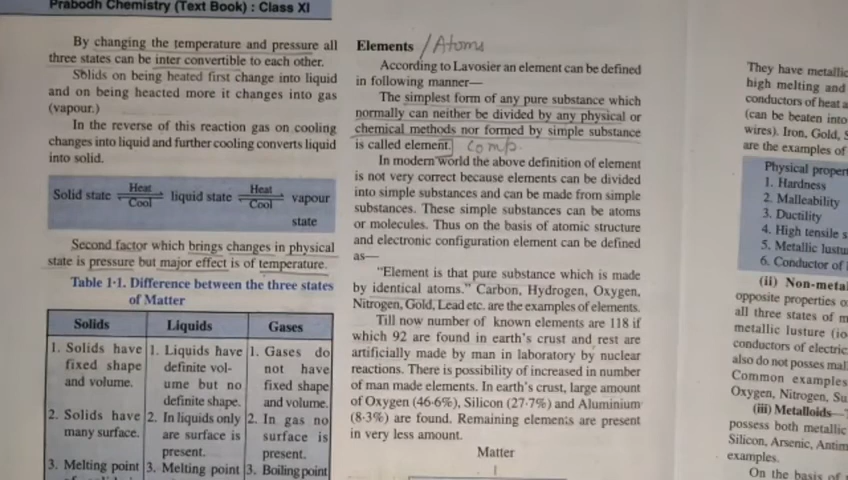 Prabodh Chemistry (Text Book) : Class XI
By changing the temperature and pressure all
three states can be inter convertible to each other.
Solids on being heated first change into liquid
and on being heacted more it changes into gas
(vapour.)
In the reverse of this reaction gas on cooling
changes into liquid and further cooling converts liquid
into solid.
Solid state Heat Cool liquid state Heat Cool vapour
state
Second factor which brings changes in physical
state is pressure but major effect is of temperature.
Table 1·1. Difference between the three states
of Matter
Solids Liquids Gases
1. Solids have 1. Liquids have 1. Gases do
fixed shape definite vol- not have
and volume. ume but no fixed shape
definite shape. and volume.
2. Solids have 2. In liquids only 2. In gas no
many surface. are surface is surface is
present. present.
3. Melting point 3. Melting point 3. Boiling point
Elements / Atoms
According to Lavosier an element can be defined
in following manner—
The simplest form of any pure substance which
normally can neither be divided by any physical or
chemical methods nor formed by simple substance
is called element. Comp.
In modern world the above definition of element
is not very correct because elements can be divided
into simple substances and can be made from simple
substances. These simple substances can be atoms
or molecules. Thus on the basis of atomic structure
and electronic configuration element can be defined
as—
"Element is that pure substance which is made
by identical atoms." Carbon, Hydrogen, Oxygen,
Nitrogen, Gold, Lead etc. are the examples of elements.
Till now number of known elements are 118 if
which 92 are found in earth's crust and rest are
artificially made by man in laboratory by nuclear
reactions. There is possibility of increased in number
of man made elements. In earth's crust, large amount
of Oxygen (46·6%), Silicon (27·7%) and Aluminium
(8·3%) are found. Remaining elements are present
in very less amount.
Matter
They have metallic
high melting and
conductors of heat a
(can be beaten into
wires). Iron, Gold, S
are the examples of
Physical propert
1. Hardness
2. Malleability
3. Ductility
4. High tensile s
5. Metallic lustu
6. Conductor of
(ii) Non-metal
opposite properties o
all three states of m
metallic lusture (io
conductors of electric
also do not posses mal
Common examples
Oxygen, Nitrogen, Su
(iii) Metalloids—
possess both metallic
Silicon, Arsenic, Antim
examples.
On the basis of